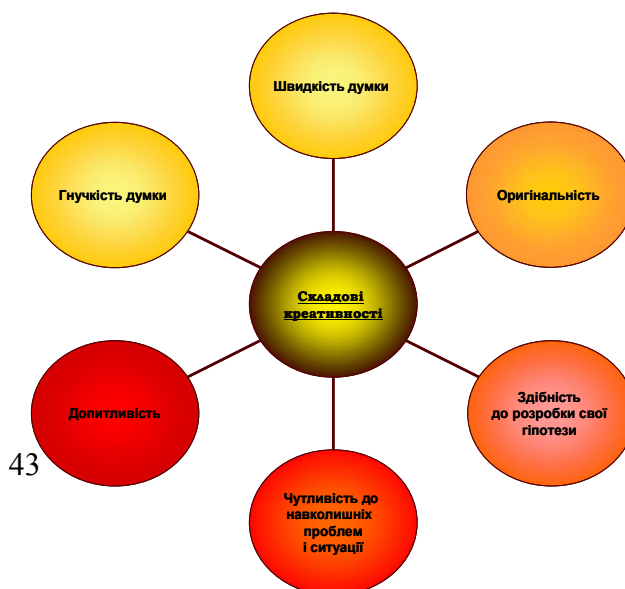 Швидкість думки
Гнучкість думки
Оригінальність
Складові
креативності
Допитливість
Здібність
до розробки свої
гіпотези
43
Чутливість до
навколишніх
проблем
і ситуації